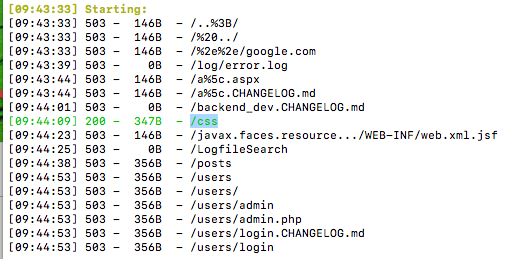 [09:43:33] Starting:
[09:43:33] 503 - 146B - /..%3B/
[09:43:33] 503 - 146B - /%20../
[09:43:33] 503 - 146B - /%2e%2e/google.com
[09:43:39] 503 - 0B - /log/error.log
[09:43:44] 503 - 146B - /a%5c.aspx
[09:43:44] 503 - 146B - /a%5c.CHANGELOG.md
[09:44:01] 503 - 0B - /backend_dev.CHANGELOG.md
[09:44:09] 200 - 347B - /css
[09:44:23] 503 - 146B - /javax.faces.resource.../WEB-INF/web.xml.jsf
[09:44:25] 503 - 0B - /LogfileSearch
[09:44:38] 503 - 356B - /posts
[09:44:53] 503 - 356B - /users
[09:44:53] 503 - 356B - /users/
[09:44:53] 503 - 356B - /users/admin
[09:44:53] 503 - 356B - /users/admin.php
[09:44:53] 503 - 356B - /users/login.CHANGELOG.md
[09:44:53] 503 - 356B - /users/login